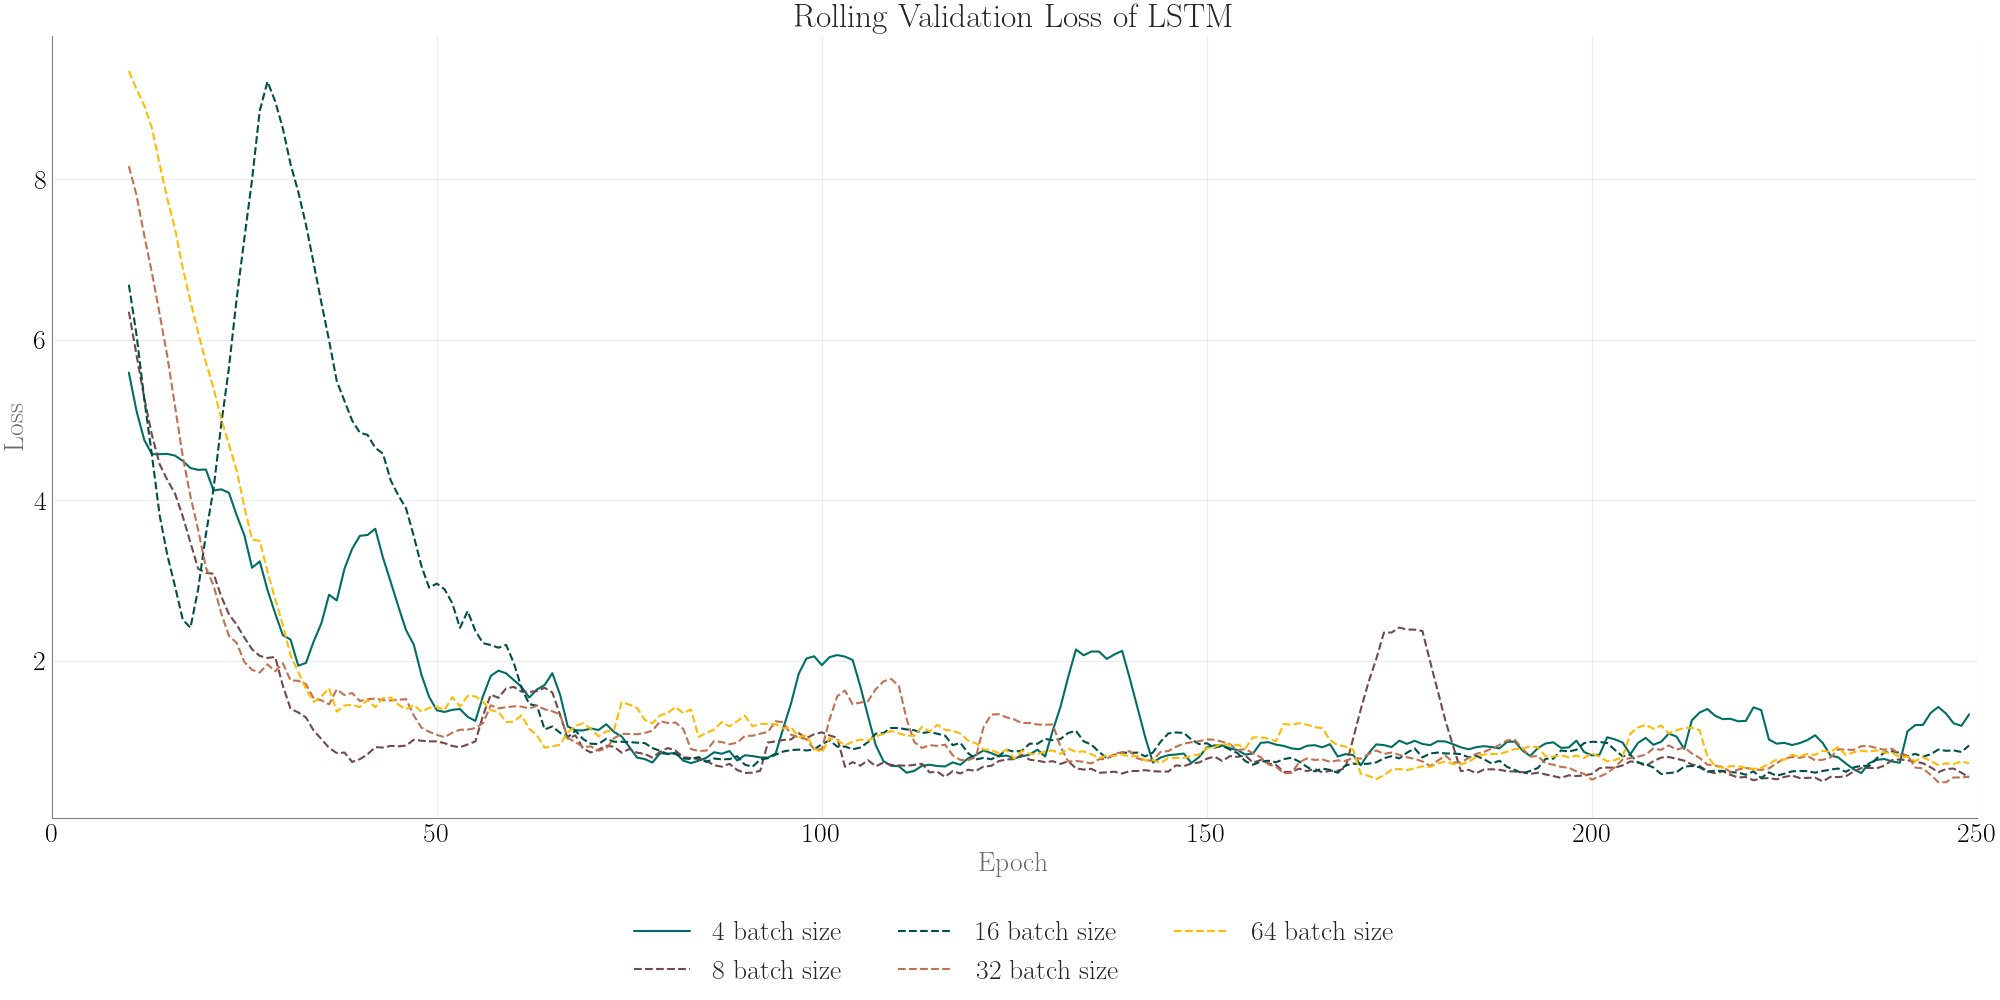 Rolling Validation Loss of LSTM
8
6
4
2
Loss
0 50 100 150 200 250
Epoch
4 batch size 16 batch size 64 batch size
8 batch size 32 batch size